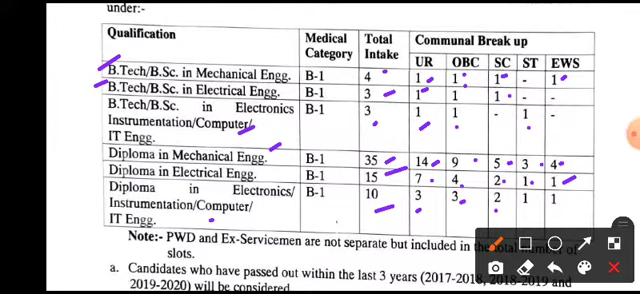 under:-
Qualification Medical Category Total Intake Communal Break up
UR OBC SC ST EWS
B.Tech/B.Sc. in Mechanical Engg. B-1 4 1 1 1 - 1
B.Tech/B.Sc. in Electrical Engg. B-1 3 1 1 1 - -
B.Tech/B.Sc. in Electronics Instrumentation/Computer/ IT Engg. B-1 3 1 1 - 1 -
Diploma in Mechanical Engg. B-1 35 14 9 5 3 4
Diploma in Electrical Engg. B-1 15 7 4 2 1 1
Diploma in Electronics/ Instrumentation/Computer/ IT Engg. B-1 10 3 3 2 1 1
Note:- PWD and Ex-Servicemen are not separate but included in the total number of
slots.
a. Candidates who have passed out within the last 3 years (2017-2018, 2018-2019 and
2019-2020) will be considered